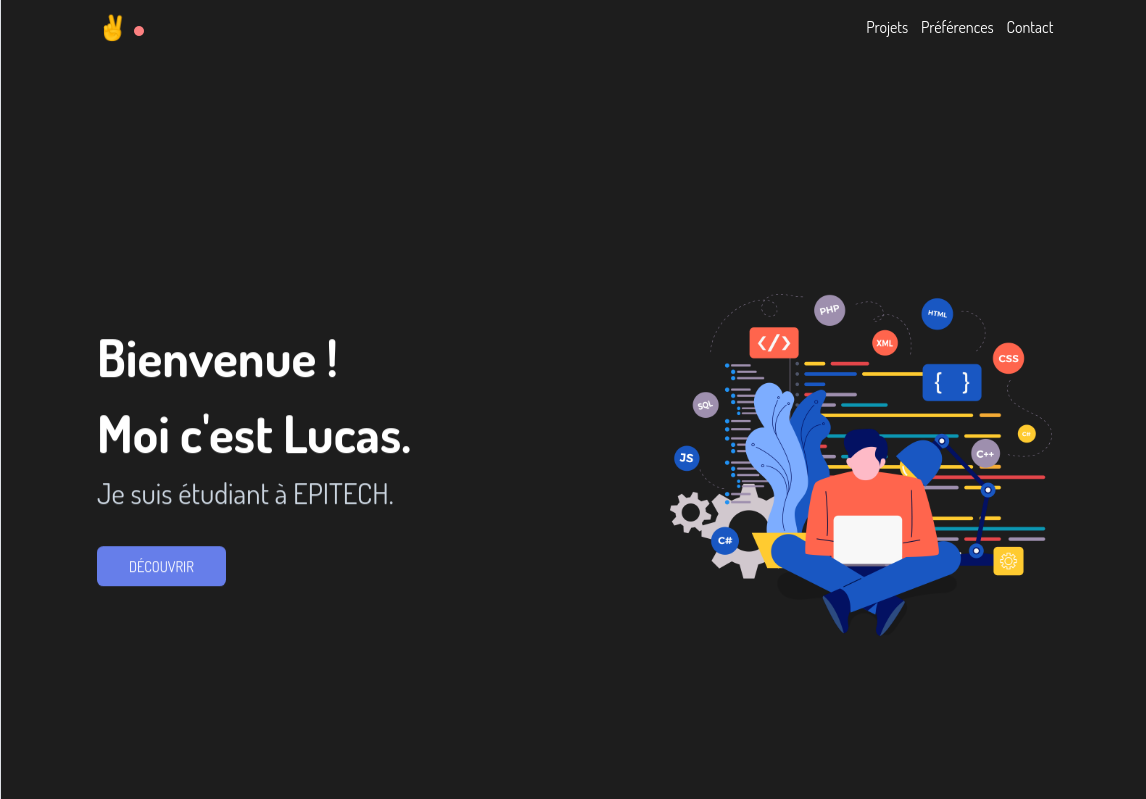 Projets Préférences Contact
Bienvenue !
Moi c'est Lucas.
Je suis étudiant à EPITECH.
DÉCOUVRIR
PHP
HTML
</>
XML
CSS
{ }
SQL
C#
C++
JS
C#